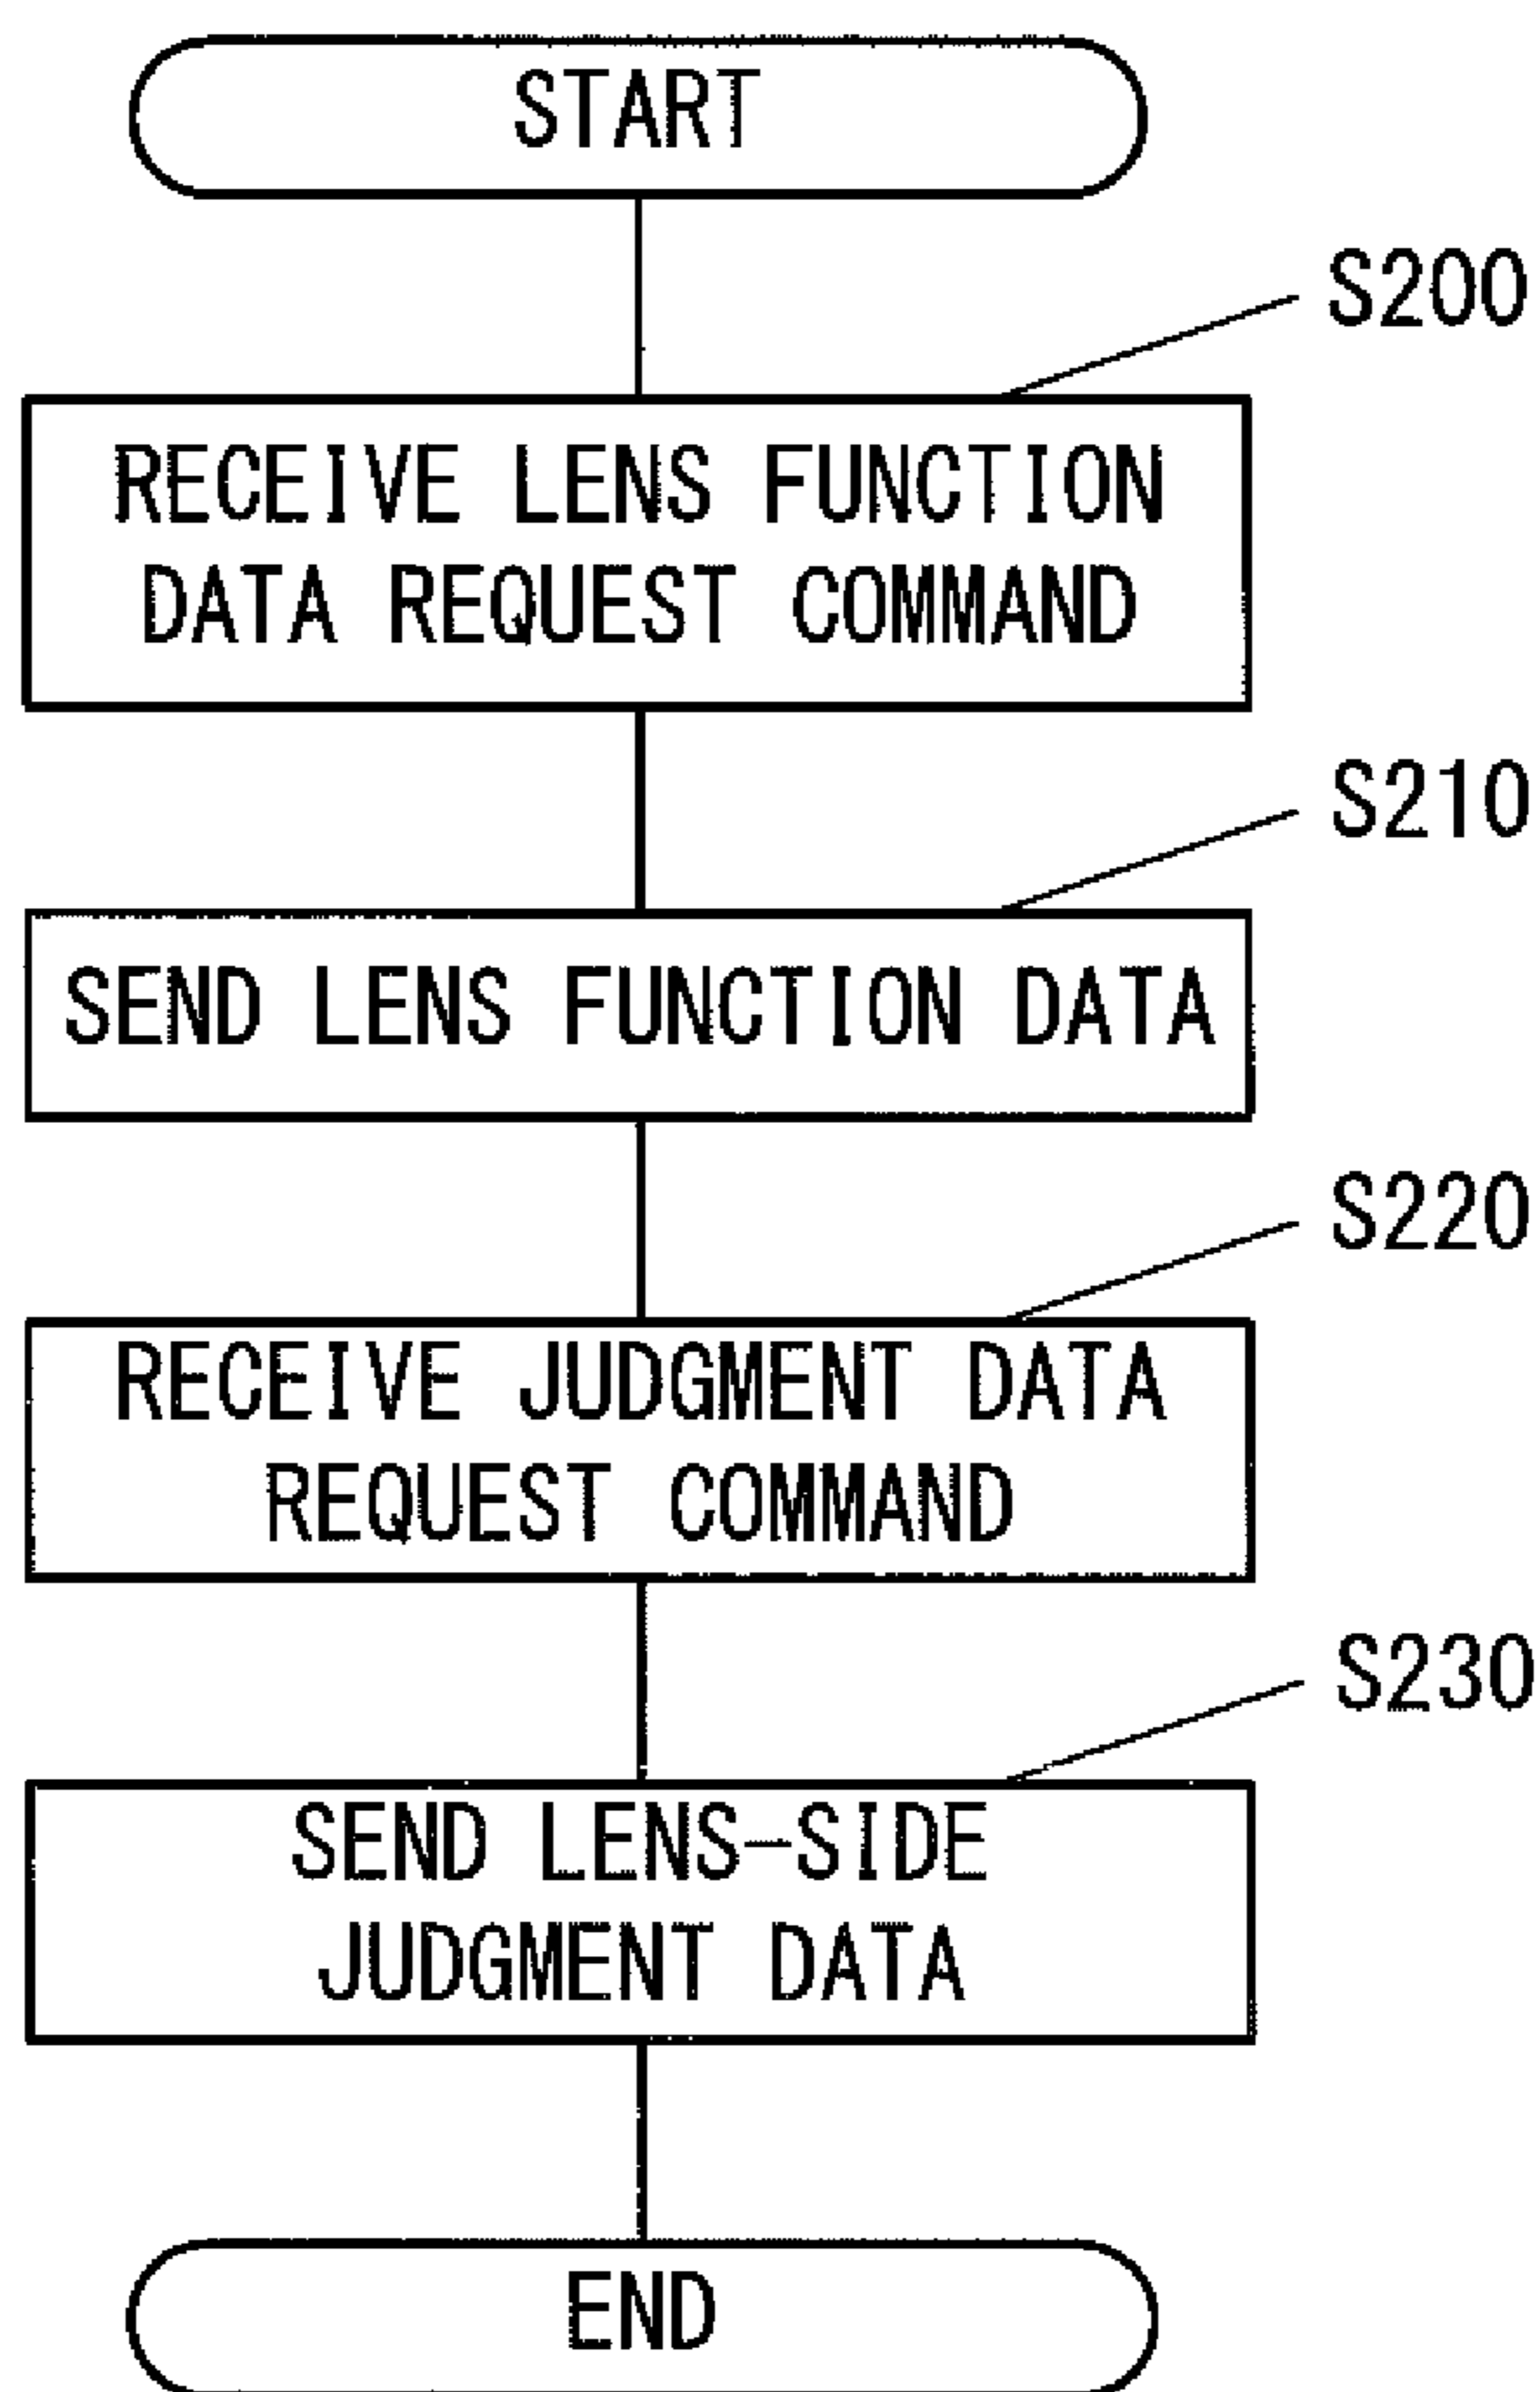 START
S200
RECEIVE LENS FUNCTION
DATA REQUEST COMMAND
S210
SEND LENS FUNCTION DATA
S220
RECEIVE JUDGMENT DATA
REQUEST COMMAND
S230
SEND LENS-SIDE
JUDGMENT DATA
END